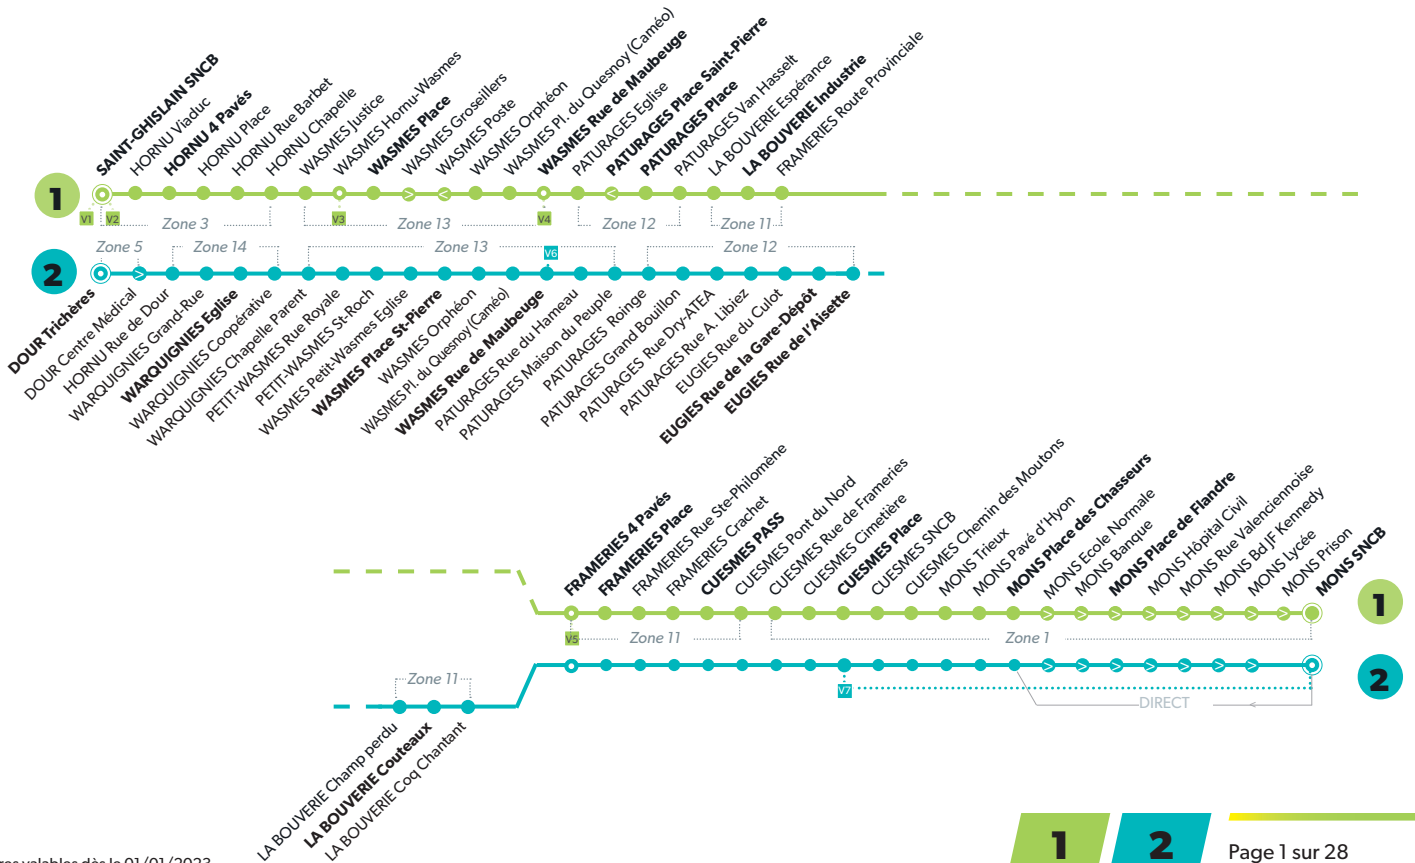 SAINT-GHISLAIN SNCB
HORNU Viaduc
HORNU 4 Pavés
HORNU Place
HORNU Rue Barbet
HORNU Chapelle
WASMES Justice
WASMES Hornu-Wasmes
WASMES Place
WASMES Groseillers
WASMES Poste
WASMES Orphéon
WASMES Pl. du Quesnoy (Caméo)
WASMES Rue de Maubeuge
PATURAGES Eglise
PATURAGES Place Saint-Pierre
PATURAGES Place
PATURAGES Van Hasselt
LA BOUVERIE Espérance
LA BOUVERIE Industrie
FRAMERIES Route Provinciale
1
V1 V2 V3 V4
Zone 3 Zone 13 Zone 12 Zone 11
Zone 5 Zone 14 Zone 13 Zone 12
V6
2
DOUR Trichères
DOUR Centre Médical
HORNU Rue de Dour
WARQUIGNIES Grand-Rue
WARQUIGNIES Eglise
WARQUIGNIES Coopérative
WARQUIGNIES Chapelle Parent
PETIT-WASMES Rue Royale
PETIT-WASMES St-Roch
WASMES Petit-Wasmes Eglise
WASMES Place St-Pierre
WASMES Orphéon
WASMES Pl. du Quesnoy (Caméo)
WASMES Rue de Maubeuge
PATURAGES Rue du Hameau
PATURAGES Maison du Peuple
PATURAGES Roinge
PATURAGES Grand Bouillon
PATURAGES Rue Dry-ATEA
PATURAGES Rue A. Libiez
EUGIES Rue du Culot
EUGIES Rue de la Gare-Dépôt
EUGIES Rue de l'Aisette
FRAMERIES 4 Pavés
FRAMERIES Place
FRAMERIES Rue Ste-Philomène
FRAMERIES Crachet
CUESMES PASS
CUESMES Pont du Nord
CUESMES Rue de Frameries
CUESMES Cimetière
CUESMES Place
CUESMES SNCB
CUESMES Chemin des Moutons
MONS Trieux
MONS Pavé d'Hyon
MONS Place des Chasseurs
MONS Ecole Normale
MONS Banque
MONS Place de Flandre
MONS Hôpital Civil
MONS Rue Valenciennoise
MONS Bd JF Kennedy
MONS Lycée
MONS Prison
MONS SNCB
1
V5 Zone 11 Zone 1
2
V7
DIRECT
Zone 11
LA BOUVERIE Champ perdu
LA BOUVERIE Couteaux
LA BOUVERIE Coq Chantant
1 2
Page 1 sur 28